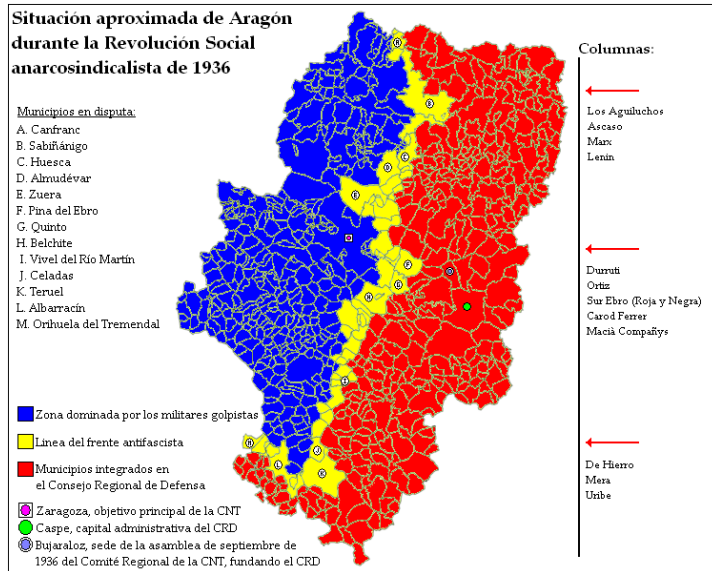 Situación aproximada de Aragón
durante la Revolución Social
anarcosindicalista de 1936
Municipios en disputa:
A. Canfranc
B. Sabiñánigo
C. Huesca
D. Almudévar
E. Zuera
F. Pina del Ebro
G. Quinto
H. Belchite
I. Vivel del Río Martín
J. Celadas
K. Teruel
L. Albarracín
M. Orihuela del Tremendal
Zona dominada por los militares golpistas
Linea del frente antifascista
Municipios integrados en
el Consejo Regional de Defensa
Zaragoza, objetivo principal de la CNT
Caspe, capital administrativa del CRD
Bujaraloz, sede de la asamblea de septiembre de
1936 del Comité Regional de la CNT, fundando el CRD
B
C
D
E
F
G
H
I
J
K
L
Columnas:
Los Aguiluchos
Ascaso
Marx
Lenin
Durruti
Ortiz
Sur Ebro (Roja y Negra)
Carod Ferrer
Macià Compañys
De Hierro
Mera
Uribe